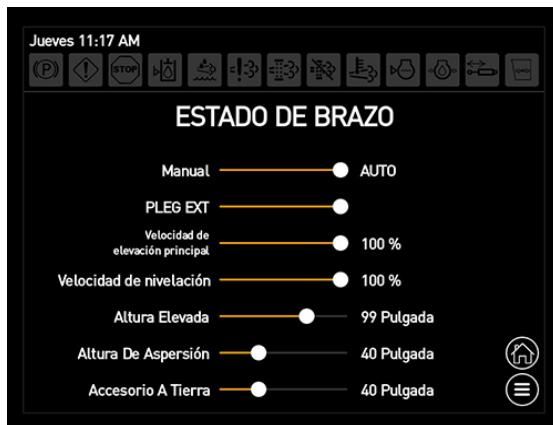 Jueves 11:17 AM
(P) STOP
ESTADO DE BRAZO
Manual AUTO
PLEG EXT
Velocidad de
elevación principal 100 %
Velocidad de nivelación 100 %
Altura Elevada 99 Pulgada
Altura De Aspersión 40 Pulgada
Accesorio A Tierra 40 Pulgada